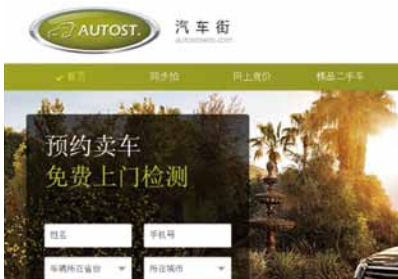 AUTOST.
汽车街
autostreets.com
首页 同步拍 网上竞价 臻品二手车
预约卖车
免费上门检测
姓名 手机号
车辆所在省份 所在城市